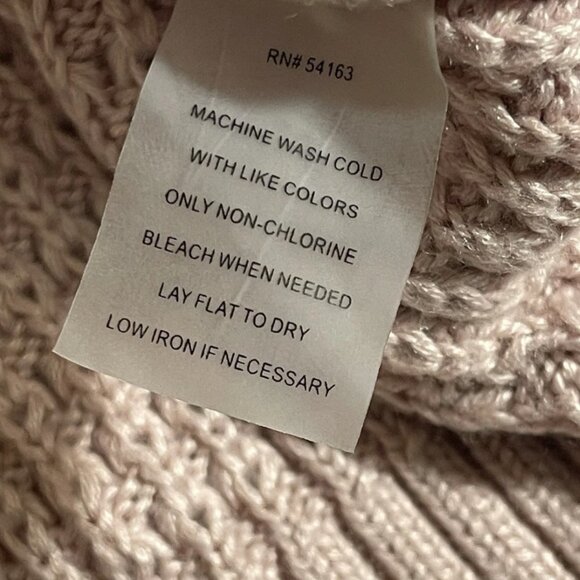 RN# 54163
MACHINE WASH COLD
WITH LIKE COLORS
ONLY NON-CHLORINE
BLEACH WHEN NEEDED
LAY FLAT TO DRY
LOW IRON IF NECESSARY